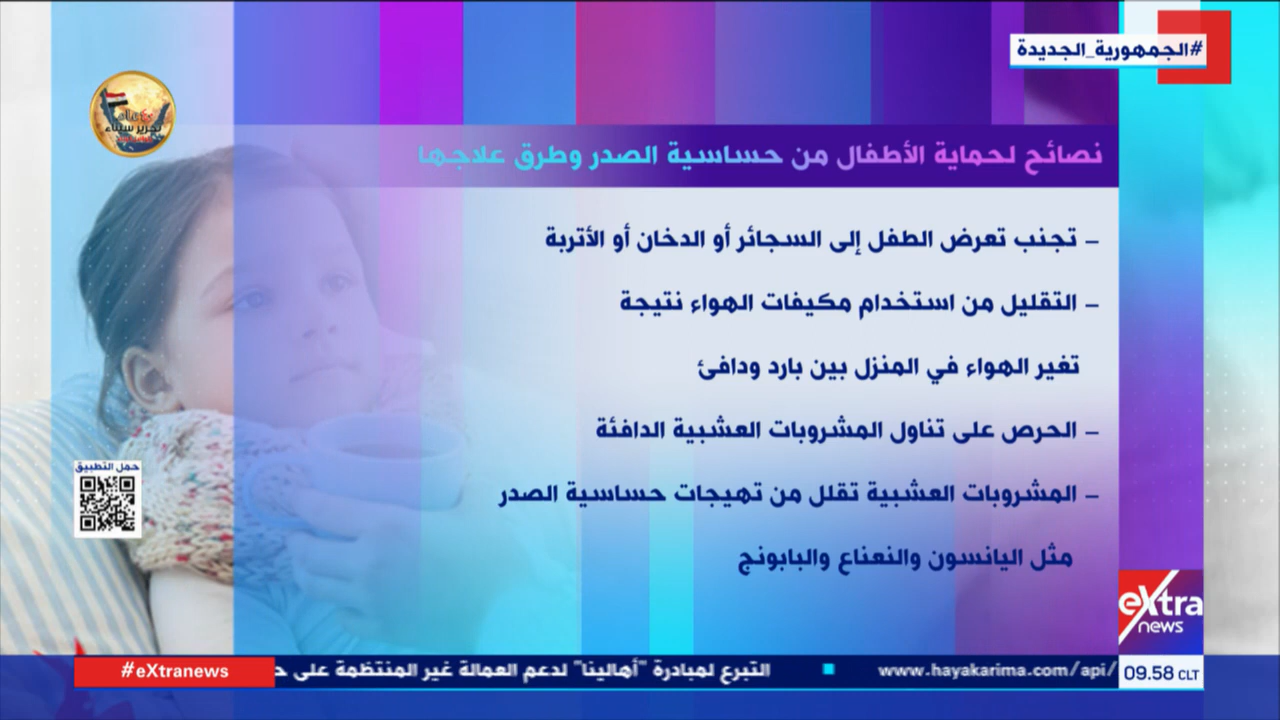 #الجمهورية_الجديدة
تحرير سيناء
نصائح لحماية الأطفال من حساسية الصدر وطرق علاجها
– تجنب تعرض الطفل إلى السجائر أو الدخان أو الأتربة
– التقليل من استخدام مكيفات الهواء نتيجة
تغير الهواء في المنزل بين بارد ودافئ
– الحرص على تناول المشروبات العشبية الدافئة
– المشروبات العشبية تقلل من تهيجات حساسية الصدر
مثل اليانسون والنعناع والبابونج
حمل التطبيق
eXtra
news
#eXtranews
التبرع لمبادرة "أهالينا" لدعم العمالة غير المنتظمة على
www.hayakarima.com/api/
09.58 CLT